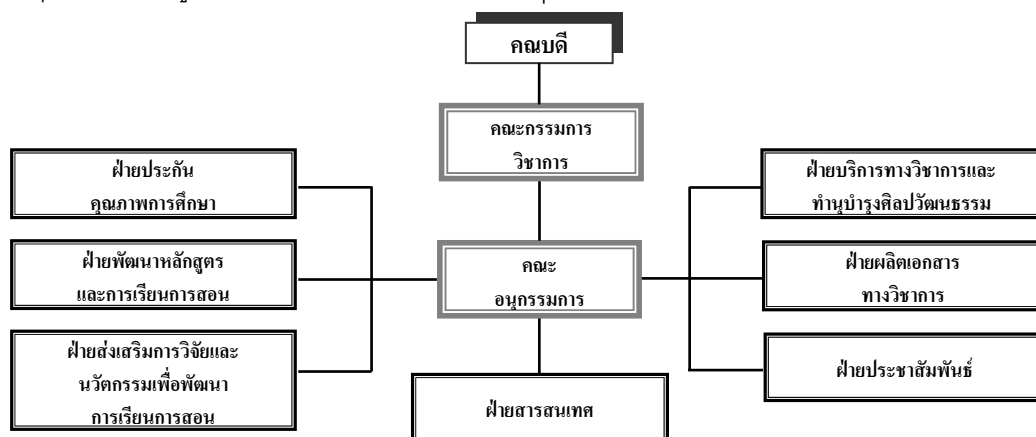 คณบดี
คณะกรรมการ
วิชาการ
ฝ่ายประกัน
คุณภาพการศึกษา
ฝ่ายบริการทางวิชาการและ
ทำนุบำรุงศิลปวัฒนธรรม
ฝ่ายพัฒนาหลักสูตร
และการเรียนการสอน
คณะ
อนุกรรมการ
ฝ่ายผลิตเอกสาร
ทางวิชาการ
ฝ่ายส่งเสริมการวิจัยและ
นวัตกรรมเพื่อพัฒนา
การเรียนการสอน
ฝ่ายประชาสัมพันธ์
ฝ่ายสารสนเทศ